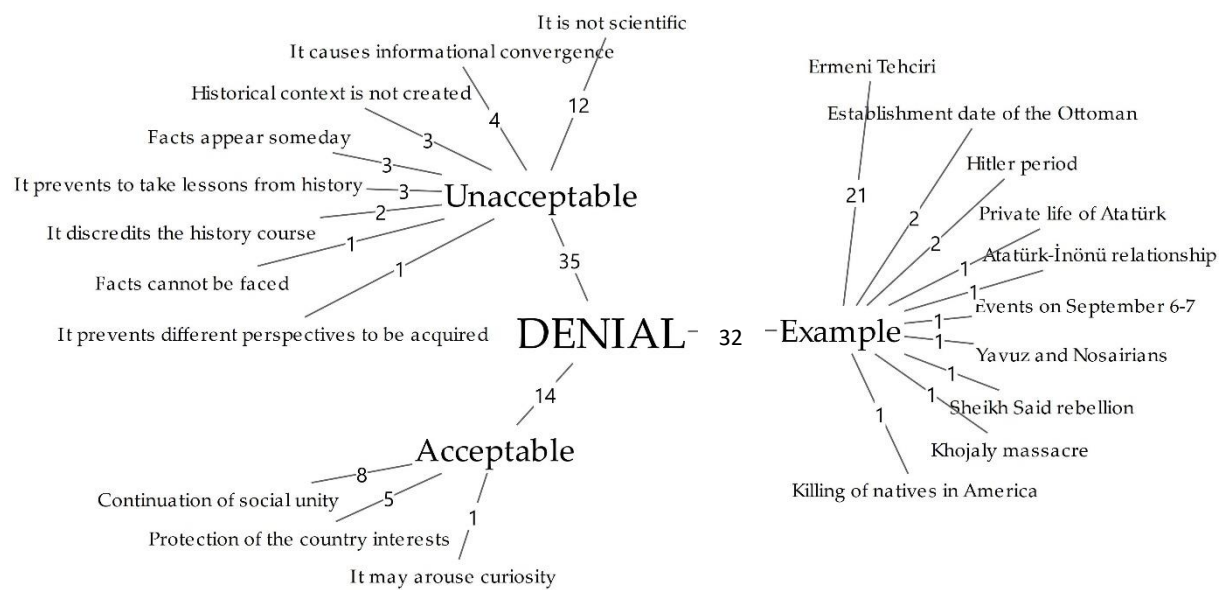 It is not scientific
It causes informational convergence
12
Historical context is not created
4
3
Facts appear someday
3
It prevents to take lessons from history
3
Unacceptable
2
It discredits the history course
1
Facts cannot be faced
1
It prevents different perspectives to be acquired
35
DENIAL
32
Example
Ermeni Tehciri
21
Establishment date of the Ottoman
2
Hitler period
2
Private life of Atatürk
1
Atatürk-İnönü relationship
1
Events on September 6-7
1
Yavuz and Nosairians
1
Sheikh Said rebellion
1
Khojaly massacre
1
Killing of natives in America
1
14
Acceptable
8
Continuation of social unity
5
Protection of the country interests
1
It may arouse curiosity